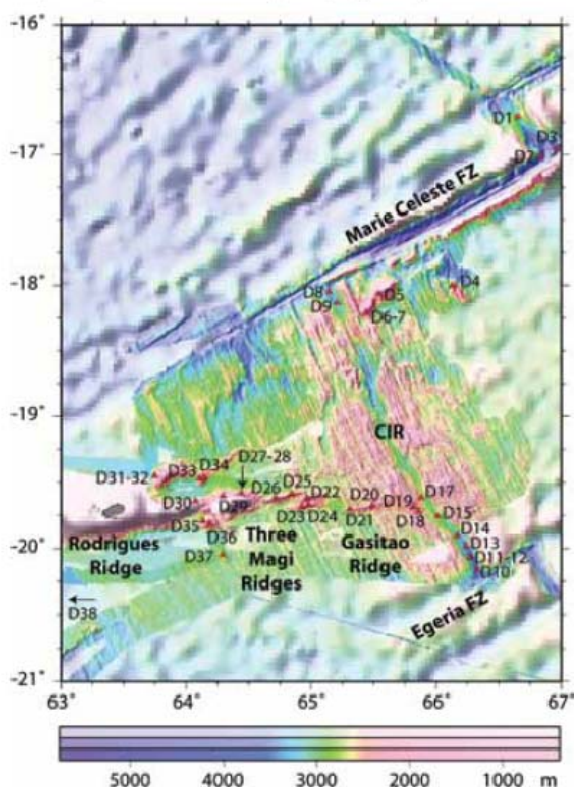 -16°
D1
D3
-17°
D2
Marie Celeste FZ
-18°
D8
D5
D4
D9
D6-7
-19°
CIR
D27-28
D31-32
D33
D34
D25
D26
D22
D20
D19
D17
D30
D29
D15
D35
D23
D24
D21
D18
D14
D36
Three
Gasitao
D13
Rodrigues
D37
Magi
Ridge
D11-12
Ridge
Ridges
D10
D38
Egeria FZ
-21°
63°
64°
65°
66°
67°
5000
4000
3000
2000
1000
m